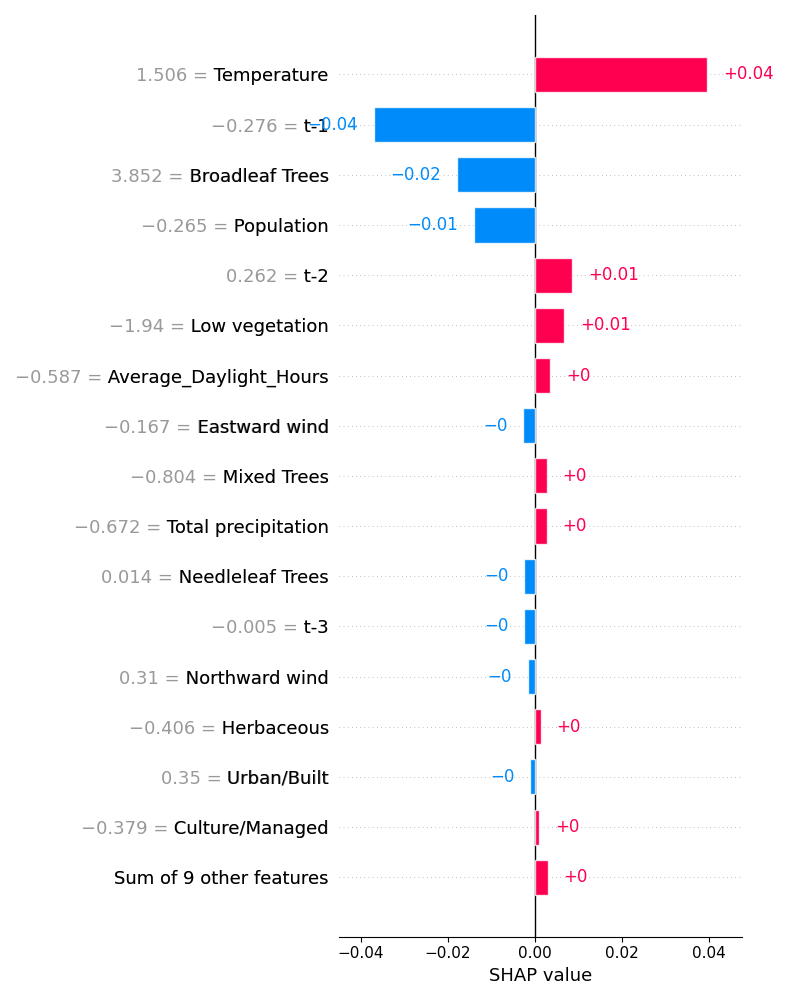 1.506 = Temperature +0.04
−0.276 = t-1 −0.04
3.852 = Broadleaf Trees −0.02
−0.265 = Population −0.01
0.262 = t-2 +0.01
−1.94 = Low vegetation +0.01
−0.587 = Average_Daylight_Hours +0
−0.167 = Eastward wind −0
−0.804 = Mixed Trees +0
−0.672 = Total precipitation +0
0.014 = Needleleaf Trees −0
−0.005 = t-3 −0
0.31 = Northward wind −0
−0.406 = Herbaceous +0
0.35 = Urban/Built −0
−0.379 = Culture/Managed +0
Sum of 9 other features +0
−0.04 −0.02 0.00 0.02 0.04
SHAP value